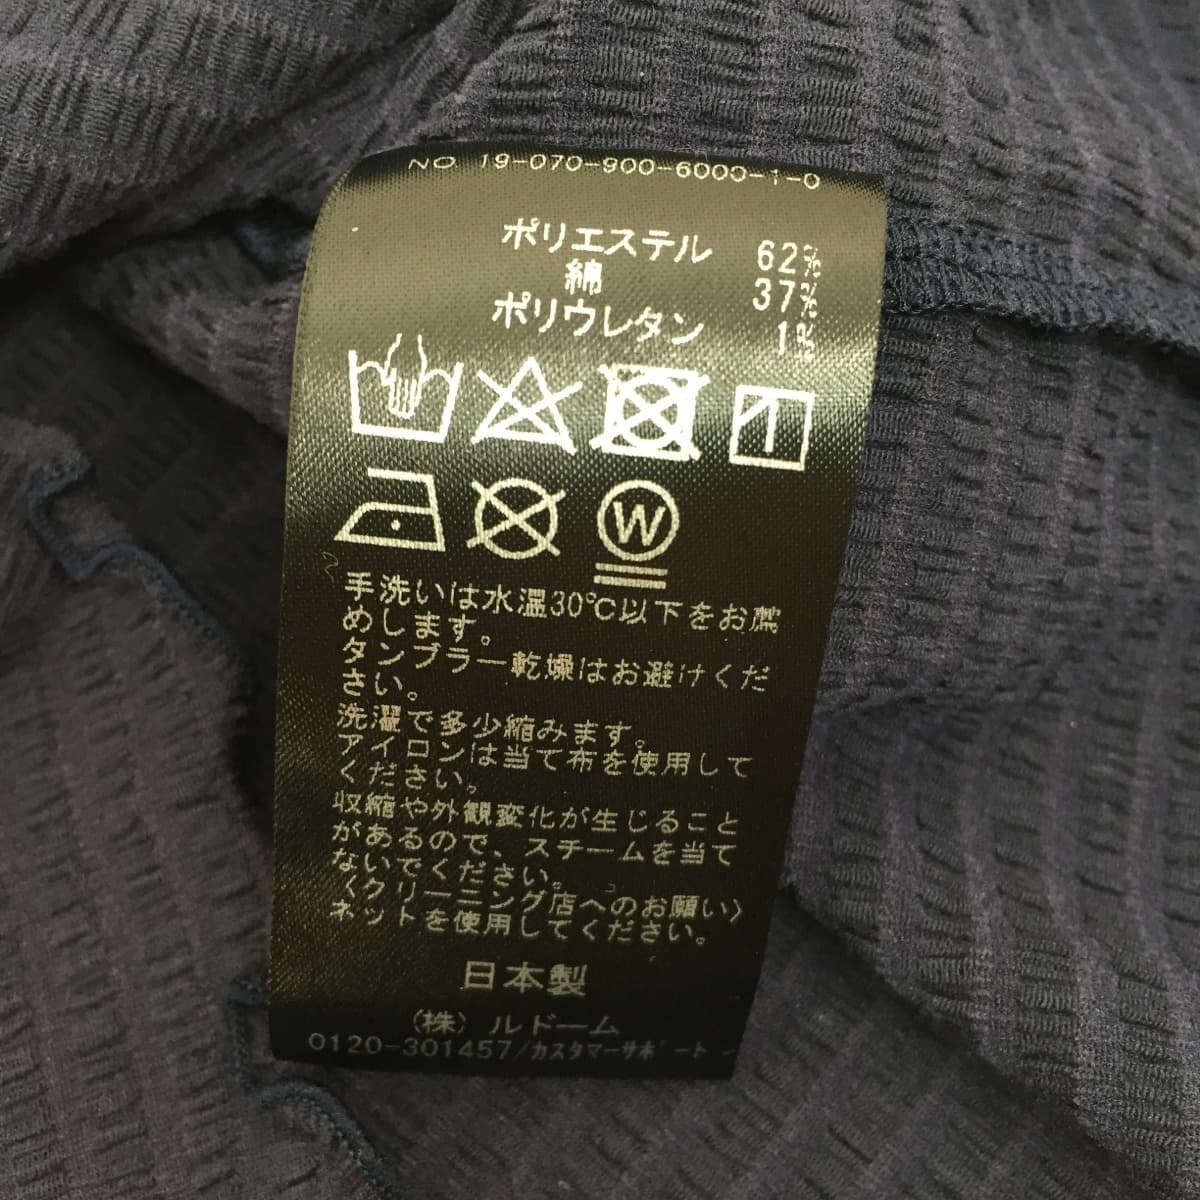 NO. 19-070-900-6000-1-0
ポリエステル 62%
綿 37%
ポリウレタン 1%
W
手洗いは水温30℃以下をお薦
めします。
タンブラー乾燥はお避けくだ
さい。
洗濯で多少縮みます。
アイロンは当て布を使用して
ください。
収縮や外観変化が生じること
があるので、スチームを当て
ないでください。
〈クリーニング店へのお願い〉
ネットを使用してください。
日本製
(株)ルドーム
0120-301457/カスタマーサポート